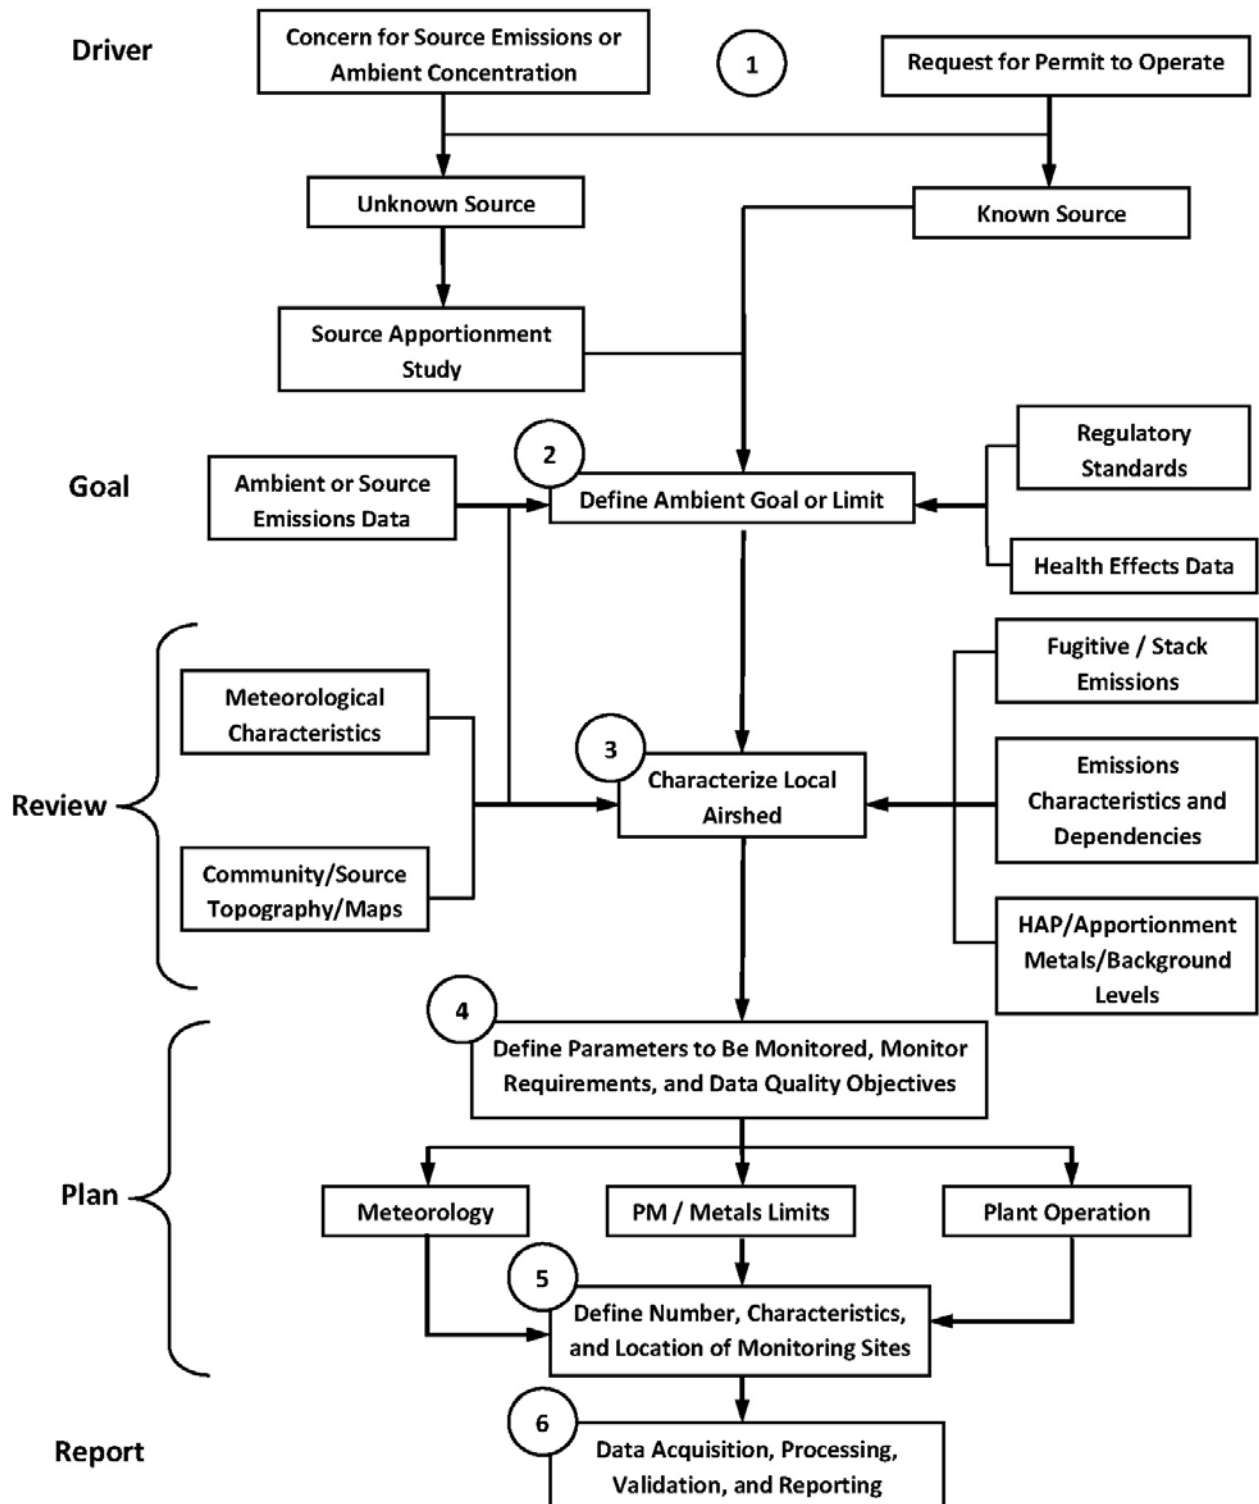 Driver
Concern for Source Emissions or
Ambient Concentration
1
Request for Permit to Operate
Unknown Source
Known Source
Source Apportionment
Study
2
Regulatory
Standards
Goal
Ambient or Source
Emissions Data
Define Ambient Goal or Limit
Health Effects Data
Fugitive / Stack
Emissions
Meteorological
Characteristics
3
Review
Characterize Local
Airshed
Emissions
Characteristics and
Dependencies
Community/Source
Topography/Maps
HAP/Apportionment
Metals/Background
Levels
4
Define Parameters to Be Monitored, Monitor
Requirements, and Data Quality Objectives
Plan
Meteorology
PM / Metals Limits
Plant Operation
5
Define Number, Characteristics,
and Location of Monitoring Sites
6
Report
Data Acquisition, Processing,
Validation, and Reporting